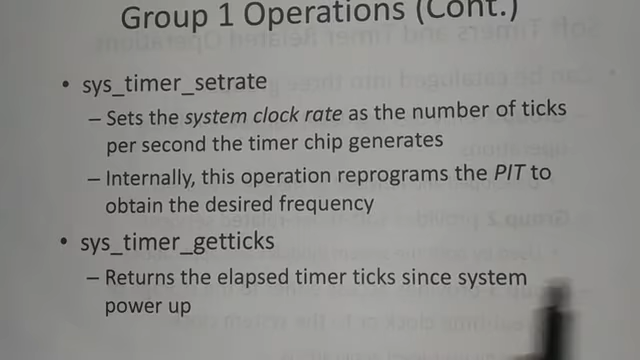 Group 1 Operations (Cont.)
• sys_timer_setrate
– Sets the system clock rate as the number of ticks
per second the timer chip generates
– Internally, this operation reprograms the PIT to
obtain the desired frequency
• sys_timer_getticks
– Returns the elapsed timer ticks since system
power up